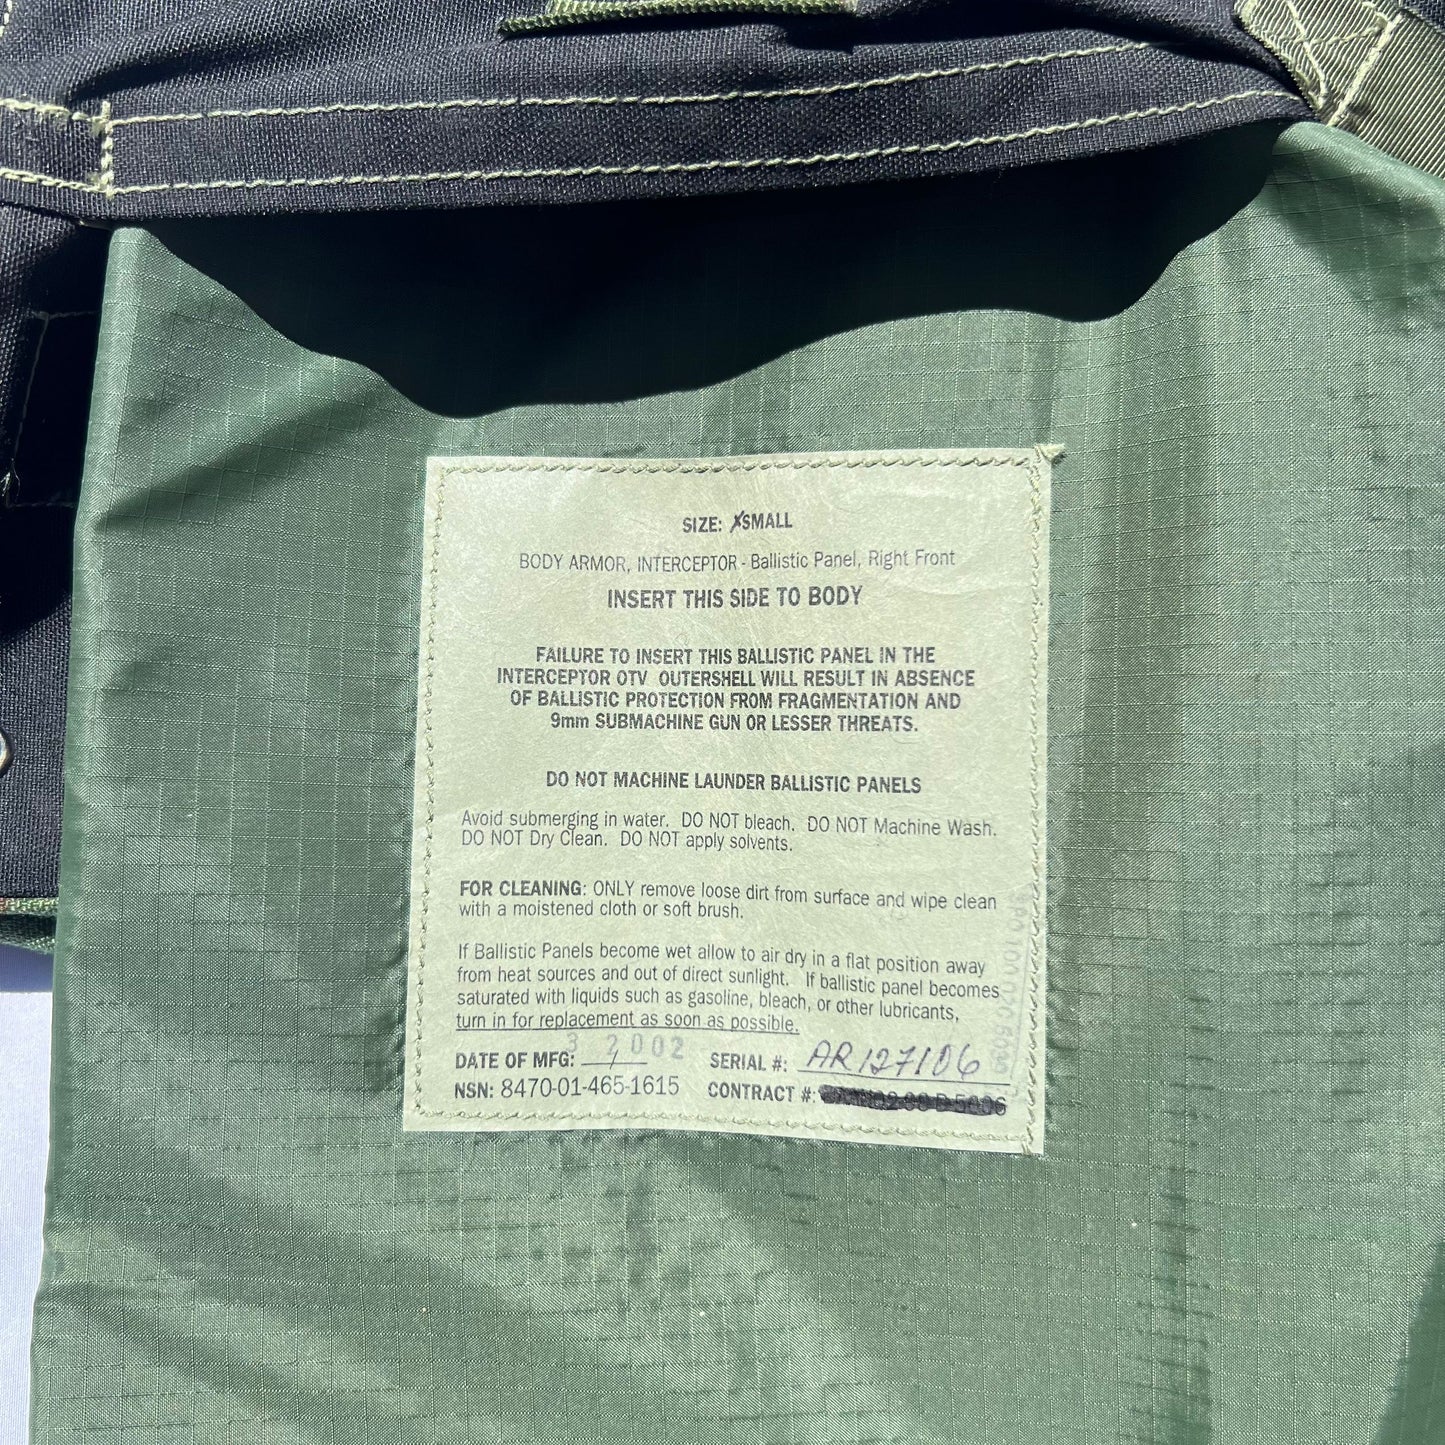 SIZE: XSMALL
BODY ARMOR, INTERCEPTOR - Ballistic Panel, Right Front
INSERT THIS SIDE TO BODY
FAILURE TO INSERT THIS BALLISTIC PANEL IN THE
INTERCEPTOR OTV OUTERSHELL WILL RESULT IN ABSENCE
OF BALLISTIC PROTECTION FROM FRAGMENTATION AND
9mm SUBMACHINE GUN OR LESSER THREATS.
DO NOT MACHINE LAUNDER BALLISTIC PANELS
Avoid submerging in water. DO NOT bleach. DO NOT Machine Wash.
DO NOT Dry Clean. DO NOT apply solvents.
FOR CLEANING: ONLY remove loose dirt from surface and wipe clean
with a moistened cloth or soft brush.
If Ballistic Panels become wet allow to air dry in a flat position away
from heat sources and out of direct sunlight. If ballistic panel becomes
saturated with liquids such as gasoline, bleach, or other lubricants,
turn in for replacement as soon as possible.
DATE OF MFG: 3 / 2002 SERIAL #: AR127106
NSN: 8470-01-465-1615 CONTRACT #: